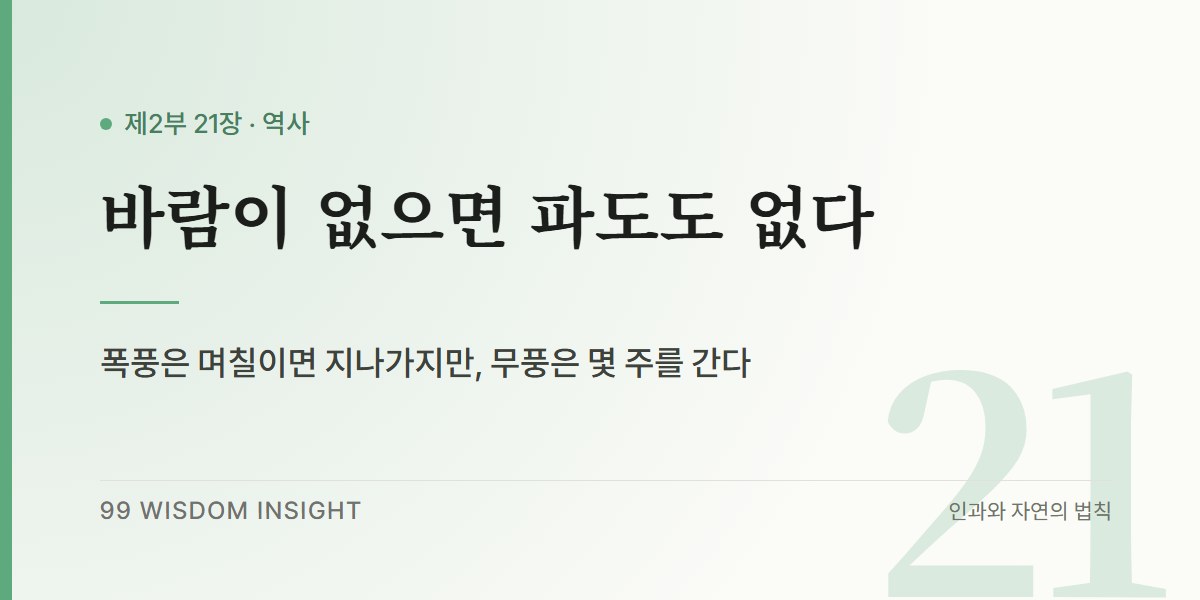 제2부 21장 · 역사
바람이 없으면 파도도 없다
폭풍은 며칠이면 지나가지만, 무풍은 몇 주를 간다
99 WISDOM INSIGHT
인과와 자연의 법칙
21